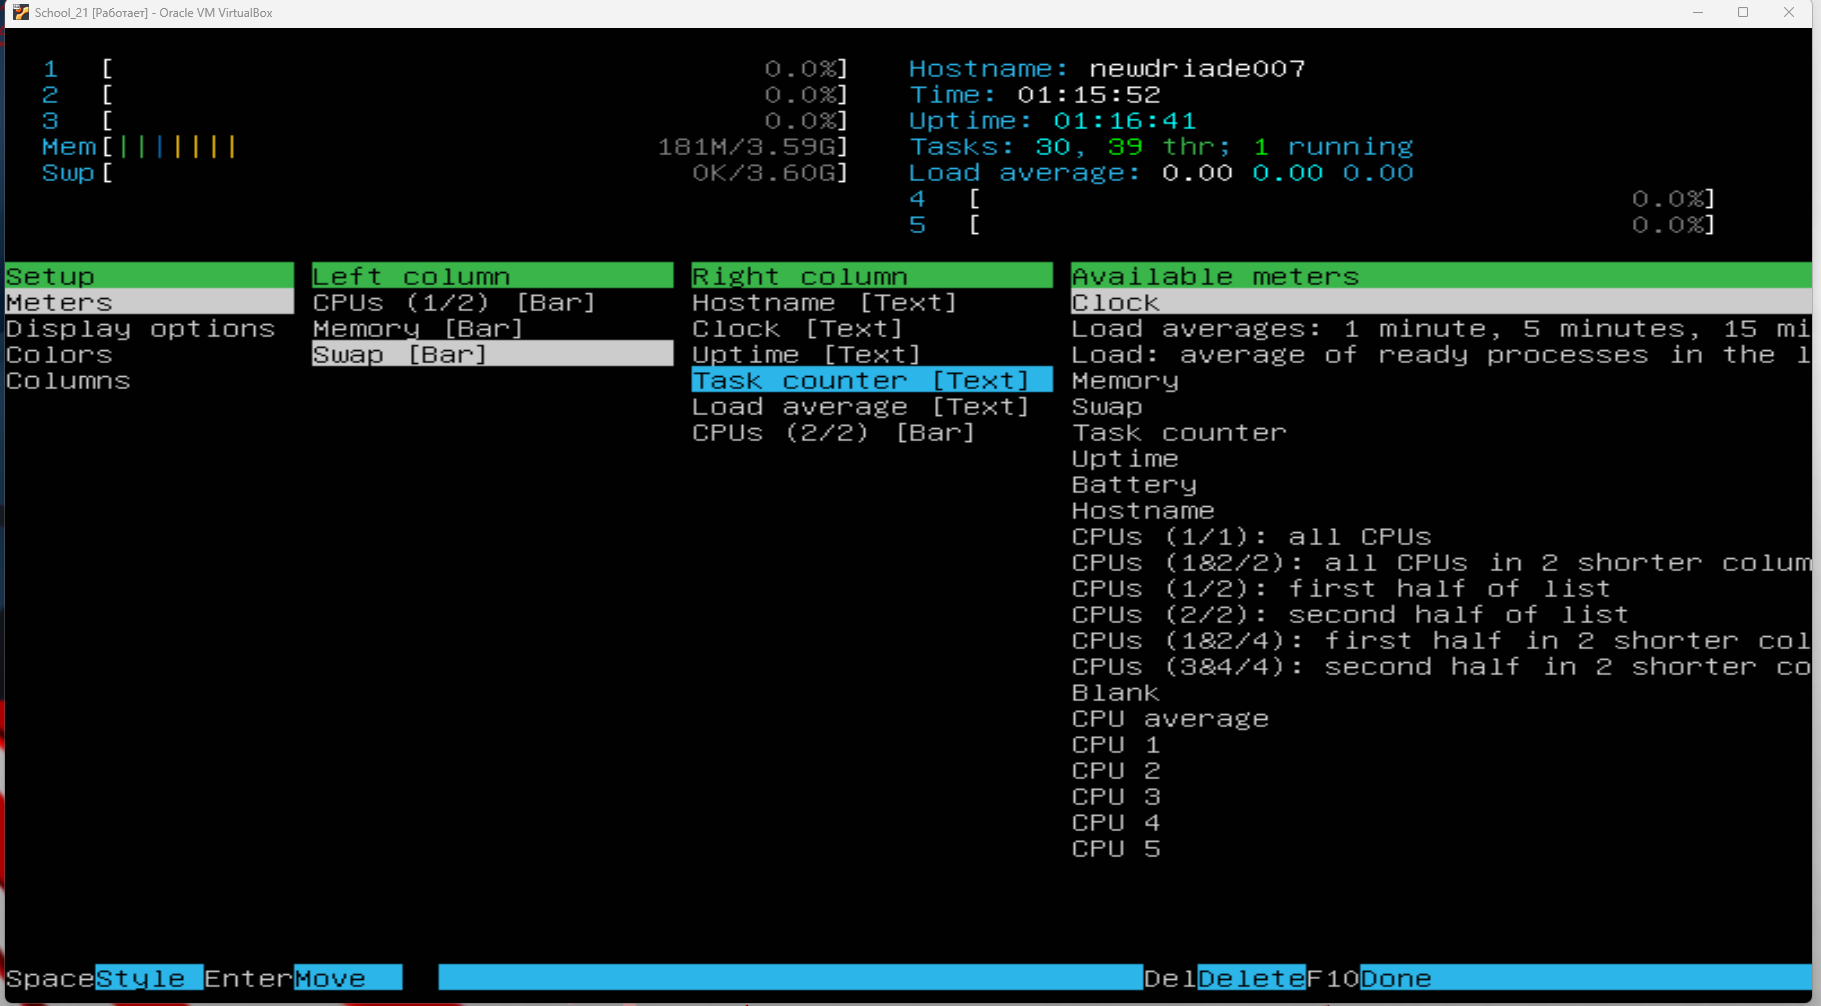 School_21 [Работает] - Oracle VM VirtualBox
1 [ 0.0%]
2 [ 0.0%]
3 [ 0.0%]
Mem[||||||| 181M/3.59G]
Swp[ 0K/3.60G]
Hostname: newdriade007
Time: 01:15:52
Uptime: 01:16:41
Tasks: 30, 39 thr; 1 running
Load average: 0.00 0.00 0.00
4 [ 0.0%]
5 [ 0.0%]
Setup
Meters
Display options
Colors
Columns
Left column
CPUs (1/2) [Bar]
Memory [Bar]
Swap [Bar]
Right column
Hostname [Text]
Clock [Text]
Uptime [Text]
Task counter [Text]
Load average [Text]
CPUs (2/2) [Bar]
Available meters
Clock
Load averages: 1 minute, 5 minutes, 15 mi
Load: average of ready processes in the l
Memory
Swap
Task counter
Uptime
Battery
Hostname
CPUs (1/1): all CPUs
CPUs (1&2/2): all CPUs in 2 shorter colum
CPUs (1/2): first half of list
CPUs (2/2): second half of list
CPUs (1&2/4): first half in 2 shorter col
CPUs (3&4/4): second half in 2 shorter co
Blank
CPU average
CPU 1
CPU 2
CPU 3
CPU 4
CPU 5
SpaceStyle EnterMove DelDeleteF10Done